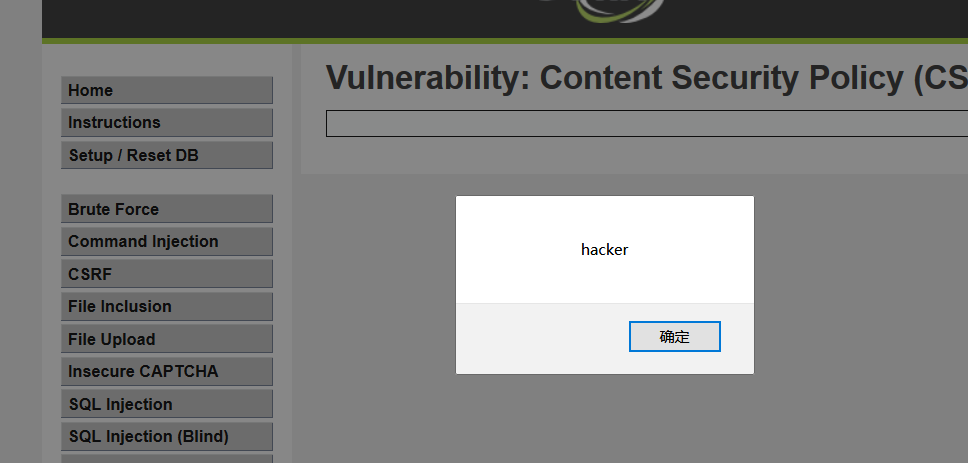 Vulnerability: Content Security Policy (CS
Home
Instructions
Setup / Reset DB
Brute Force
Command Injection
CSRF
File Inclusion
File Upload
Insecure CAPTCHA
SQL Injection
SQL Injection (Blind)
hacker
确定